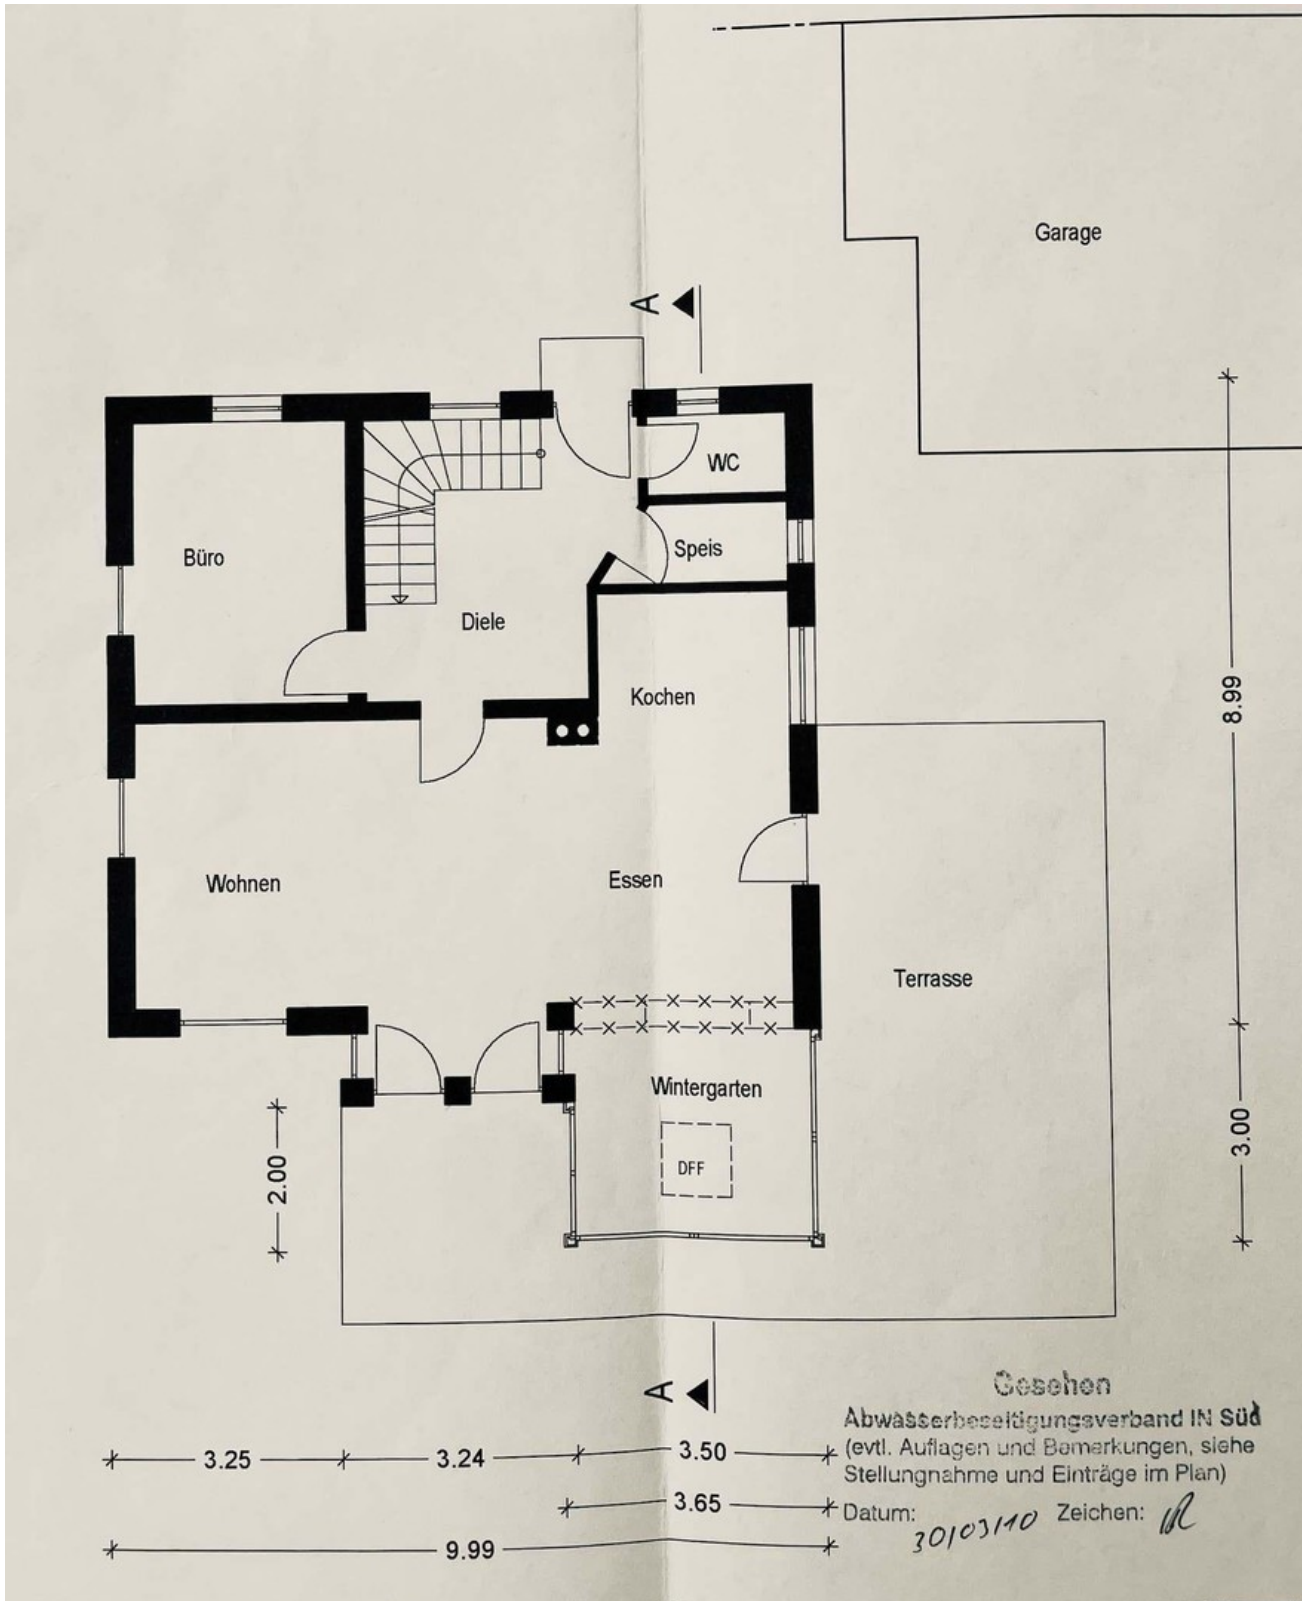 Garage
A
WC
Büro
Speis
Diele
Kochen
8.99
Wohnen
Essen
Terrasse
Wintergarten
DFF
2.00
3.00
A
Gesehen
Abwasserbeseitigungsverband IN Süd
(evtl. Auflagen und Bemerkungen, siehe
Stellungnahme und Einträge im Plan)
Datum: 30/03/10 Zeichen:
3.25
3.24
3.50
3.65
9.99